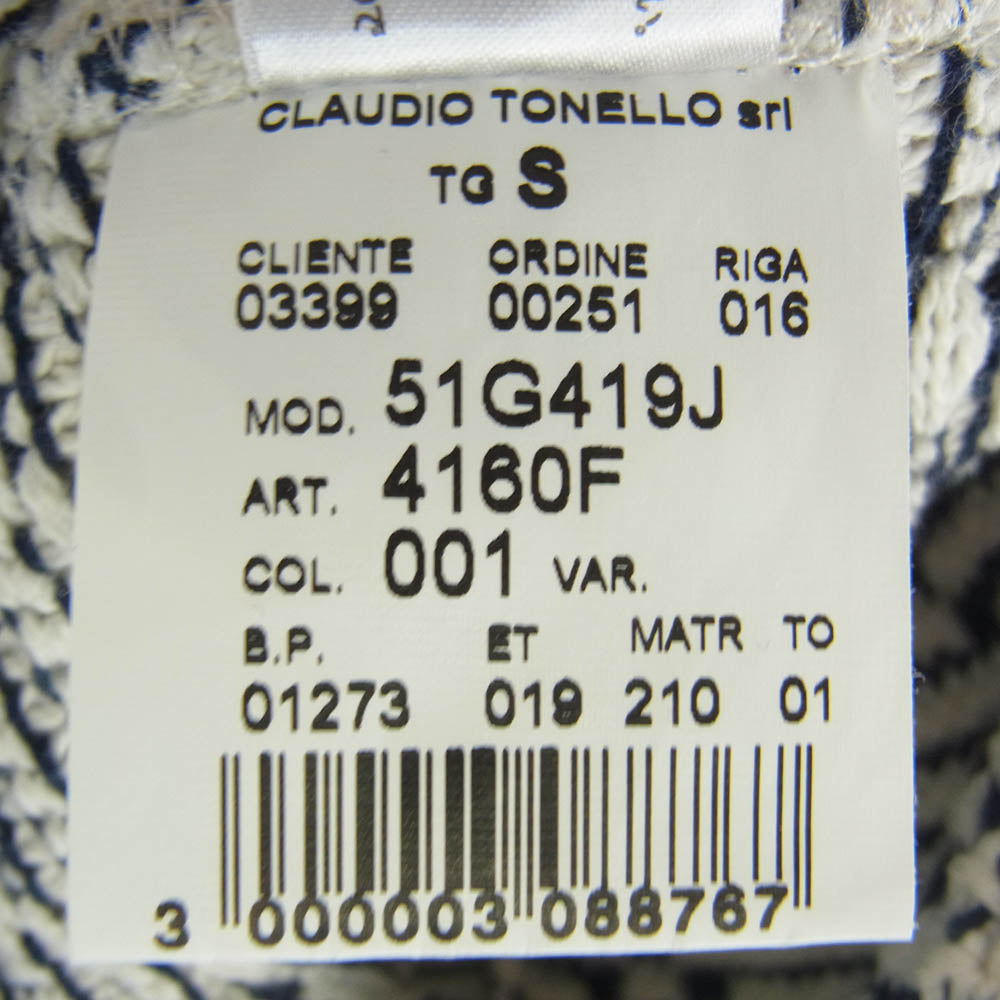 CLAUDIO TONELLO srl
TG S
CLIENTE ORDINE RIGA
03399 00251 016
MOD. 51G419J
ART. 4160F
COL. 001 VAR.
B.P. ET MATR TO
01273 019 210 01
3 000003 088767